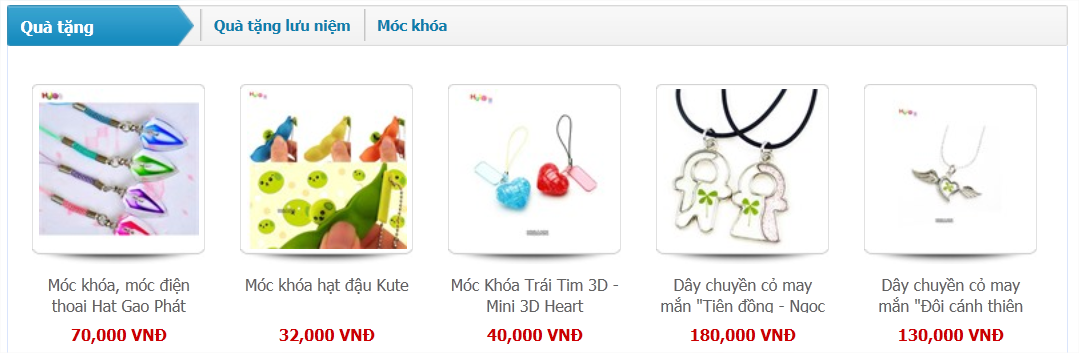 Quà tặng
Quà tặng lưu niệm
Móc khóa
Móc khóa, móc điện
thoại Hạt Gạo Phát
70,000 VNĐ
Móc khóa hạt đậu Kute
32,000 VNĐ
Móc Khóa Trái Tim 3D -
Mini 3D Heart
40,000 VNĐ
Dây chuyền cỏ may
mắn "Tiên đồng - Ngọc
180,000 VNĐ
Dây chuyền cỏ may
mắn "Đôi cánh thiên
130,000 VNĐ